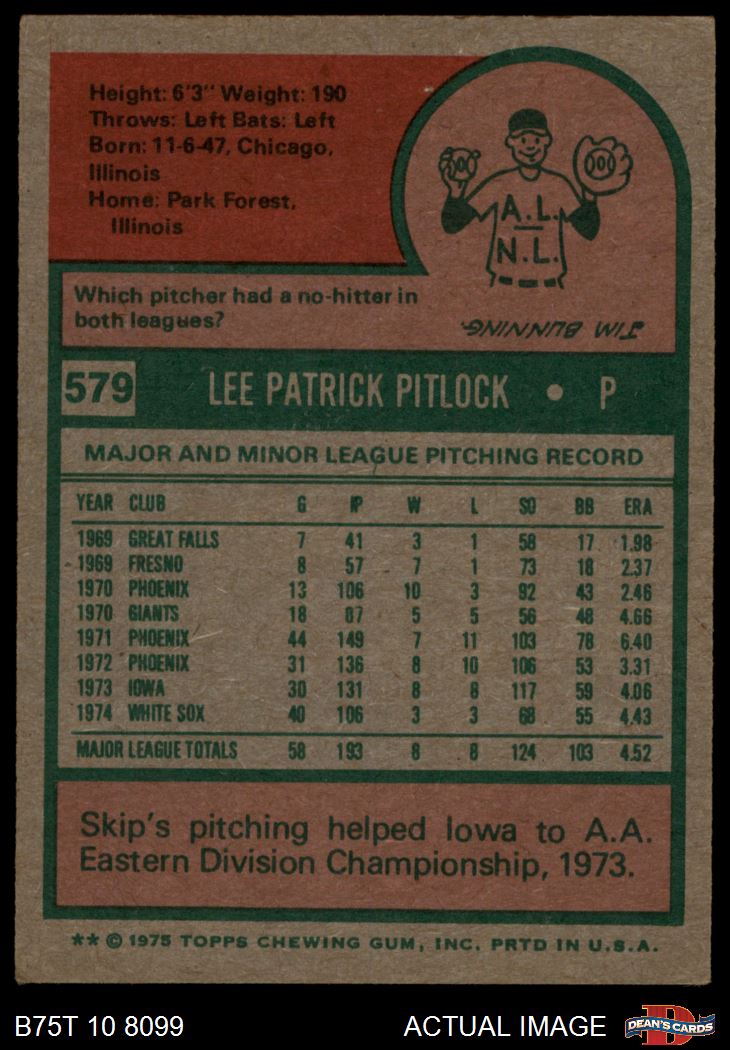 Height: 6'3" Weight: 190
Throws: Left Bats: Left
Born: 11-6-47, Chicago,
Illinois
Home: Park Forest,
Illinois
A.L.
N.L.
Which pitcher had a no-hitter in
both leagues?
JIM BUNNING.
579 LEE PATRICK PITLOCK • P
MAJOR AND MINOR LEAGUE PITCHING RECORD
YEAR CLUB G IP W L SO BB ERA
1969 GREAT FALLS 7 41 3 1 58 17 1.98
1969 FRESNO 8 57 7 1 73 18 2.37
1970 PHOENIX 13 106 10 3 92 43 2.46
1970 GIANTS 18 87 5 5 56 48 4.66
1971 PHOENIX 44 149 7 11 103 78 6.40
1972 PHOENIX 31 136 8 10 106 53 3.31
1973 IOWA 30 131 8 8 117 59 4.06
1974 WHITE SOX 40 106 3 3 68 55 4.43
MAJOR LEAGUE TOTALS 58 193 8 8 124 103 4.52
Skip's pitching helped Iowa to A.A.
Eastern Division Championship, 1973.
** © 1975 TOPPS CHEWING GUM, INC. PRTD IN U.S.A.
B75T 10 8099 ACTUAL IMAGE D DEAN'S CARDS